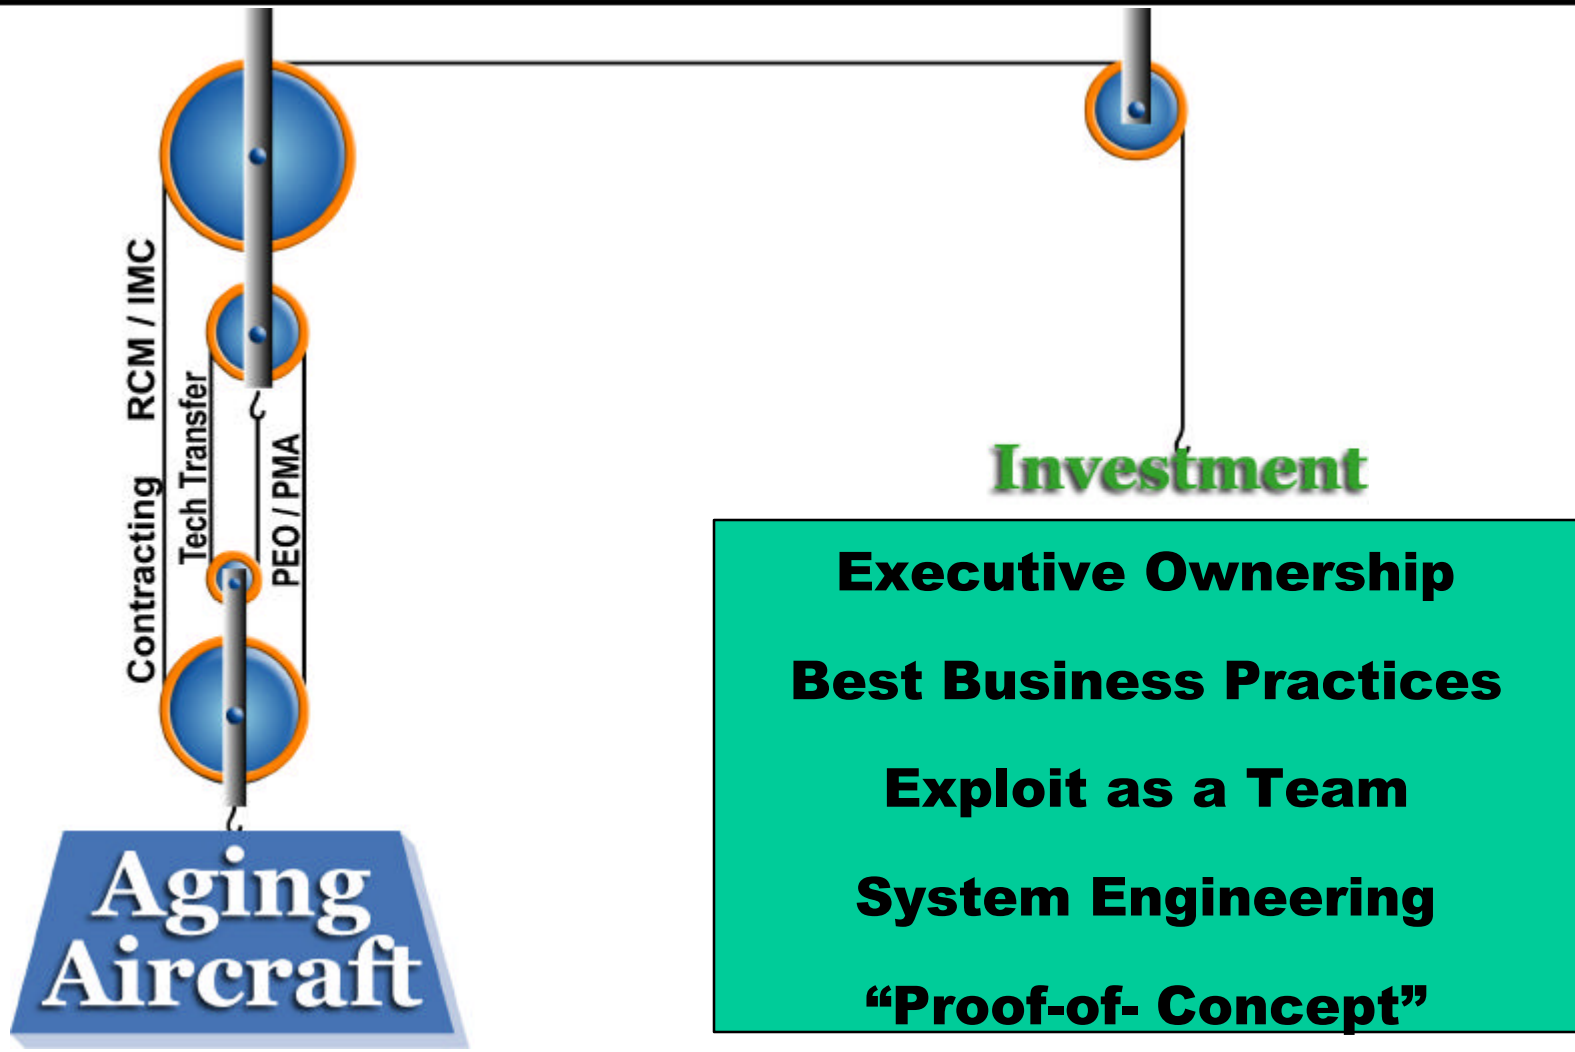 Contracting RCM / IMC
Tech Transfer
PEO / PMA
Investment
Executive Ownership
Best Business Practices
Exploit as a Team
System Engineering
“Proof-of- Concept”
Aging
Aircraft